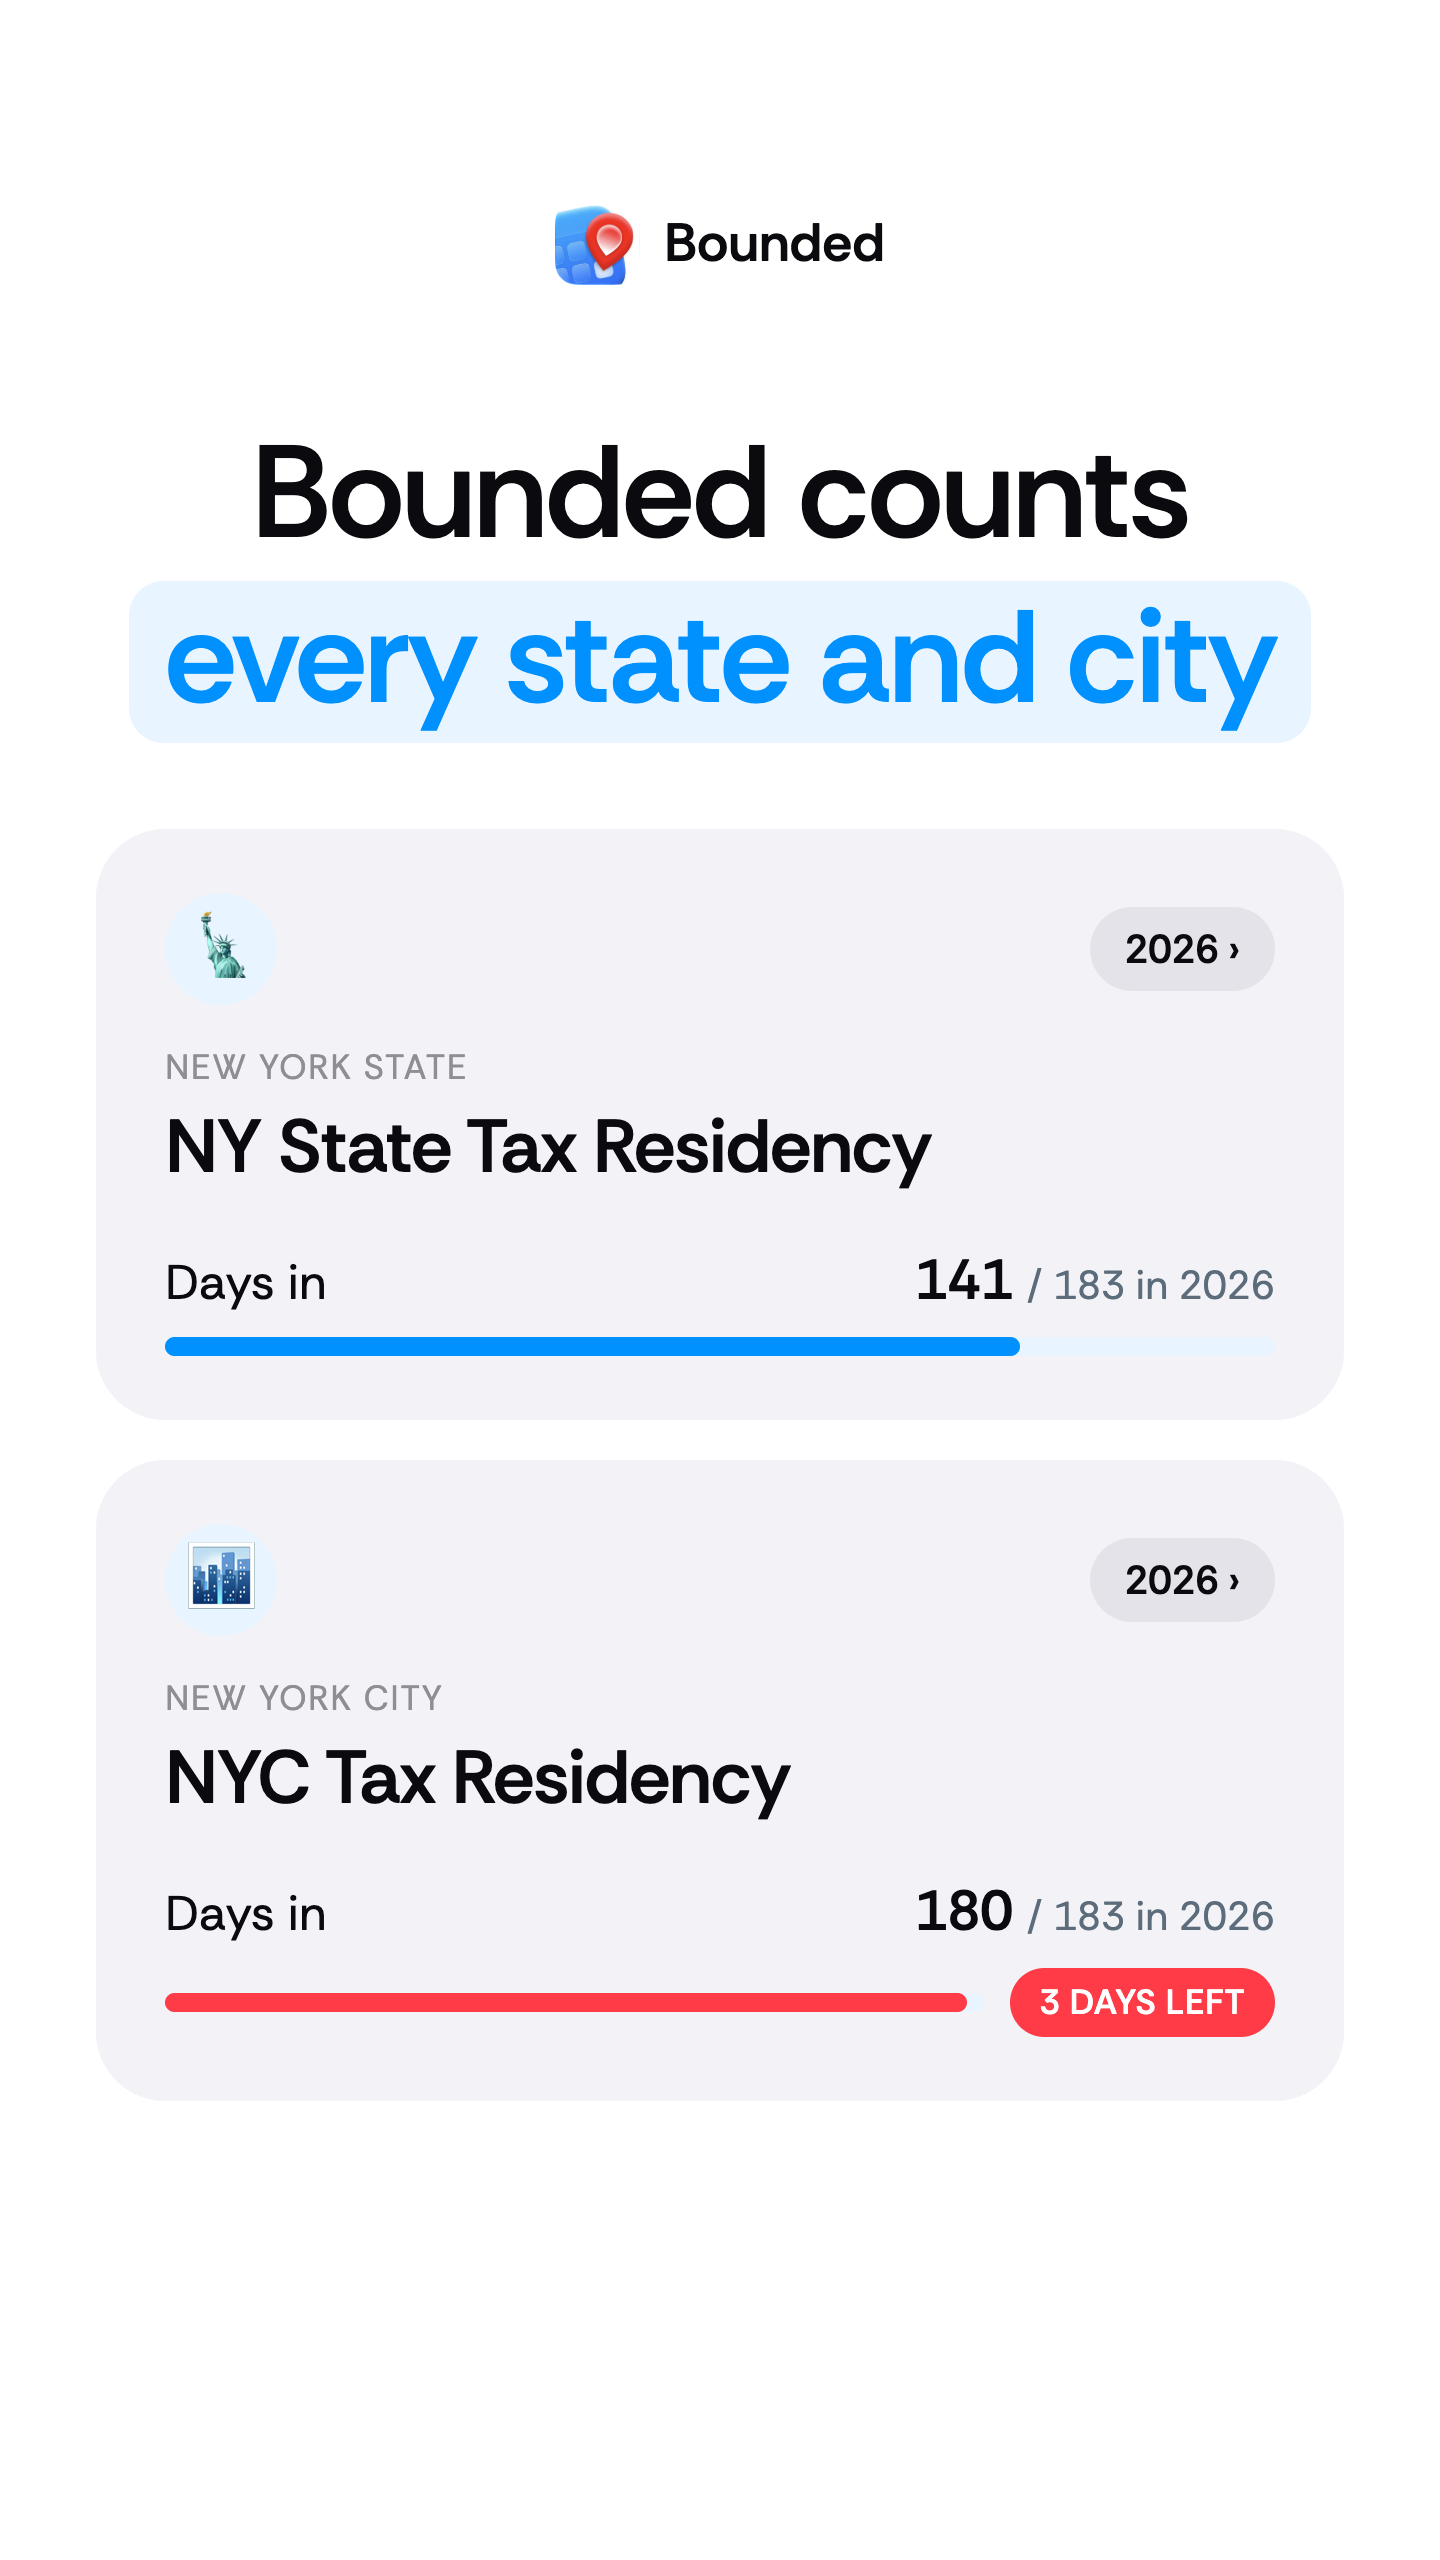 Bounded
Bounded counts
every state and city
2026 ›
NEW YORK STATE
NY State Tax Residency
Days in 141 / 183 in 2026
2026 ›
NEW YORK CITY
NYC Tax Residency
Days in 180 / 183 in 2026
3 DAYS LEFT